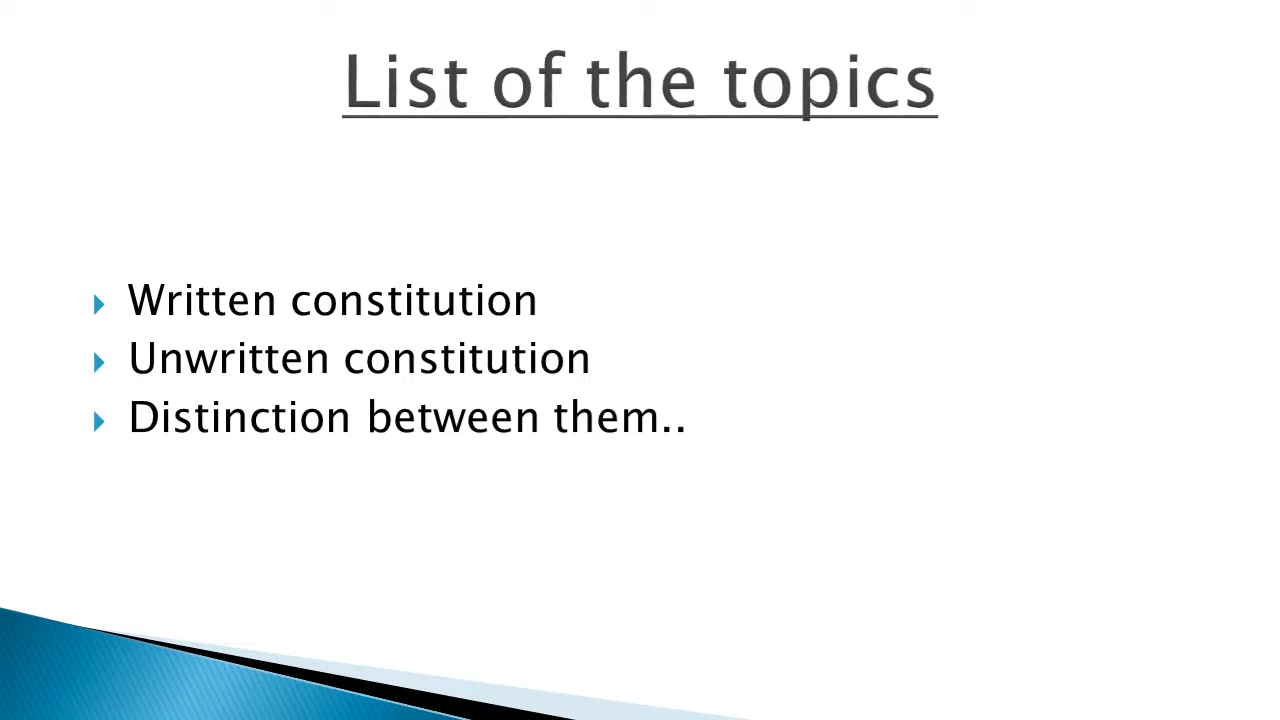 List of the topics
Written constitution
Unwritten constitution
Distinction between them..